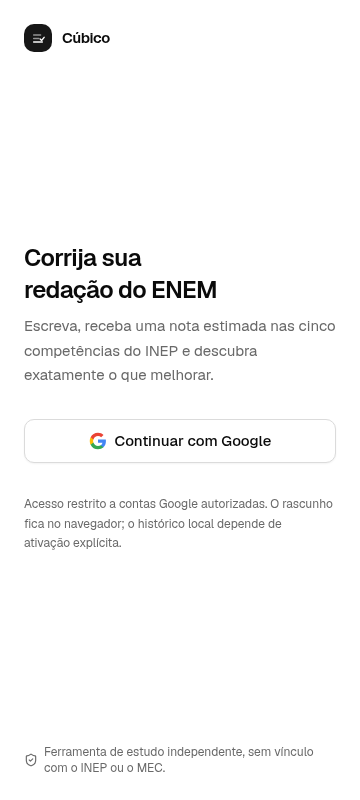 Cúbico
Corrija sua
redação do ENEM
Escreva, receba uma nota estimada nas cinco
competências do INEP e descubra
exatamente o que melhorar.
Continuar com Google
Acesso restrito a contas Google autorizadas. O rascunho
fica no navegador; o histórico local depende de
ativação explícita.
Ferramenta de estudo independente, sem vínculo
com o INEP ou o MEC.